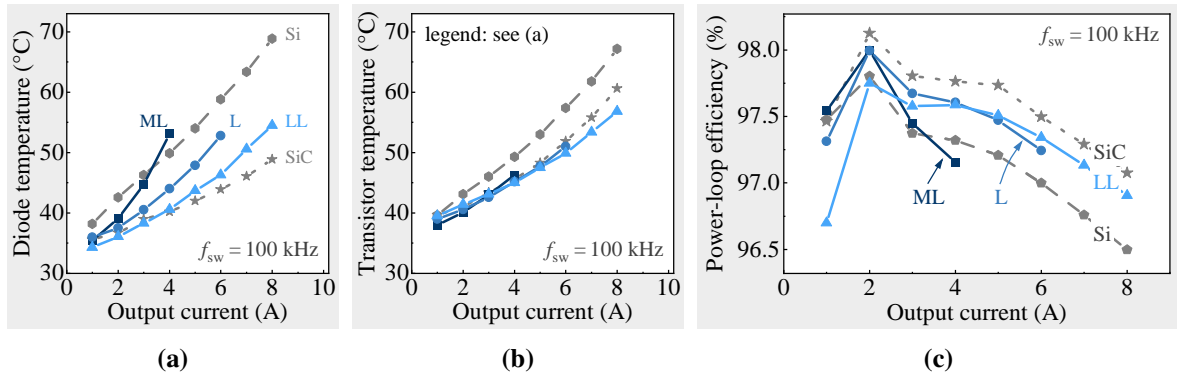 Diode temperature (°C)
70
60
50
40
30
Si
ML
L
LL
SiC
f_sw = 100 kHz
0 2 4 6 8 10
Output current (A)
(a)
Transistor temperature (°C)
70
60
50
40
30
legend: see (a)
f_sw = 100 kHz
0 2 4 6 8 10
Output current (A)
(b)
Power-loop efficiency (%)
98.0
97.5
97.0
96.5
f_sw = 100 kHz
SiC
LL
ML
L
Si
0 2 4 6 8
Output current (A)
(c)